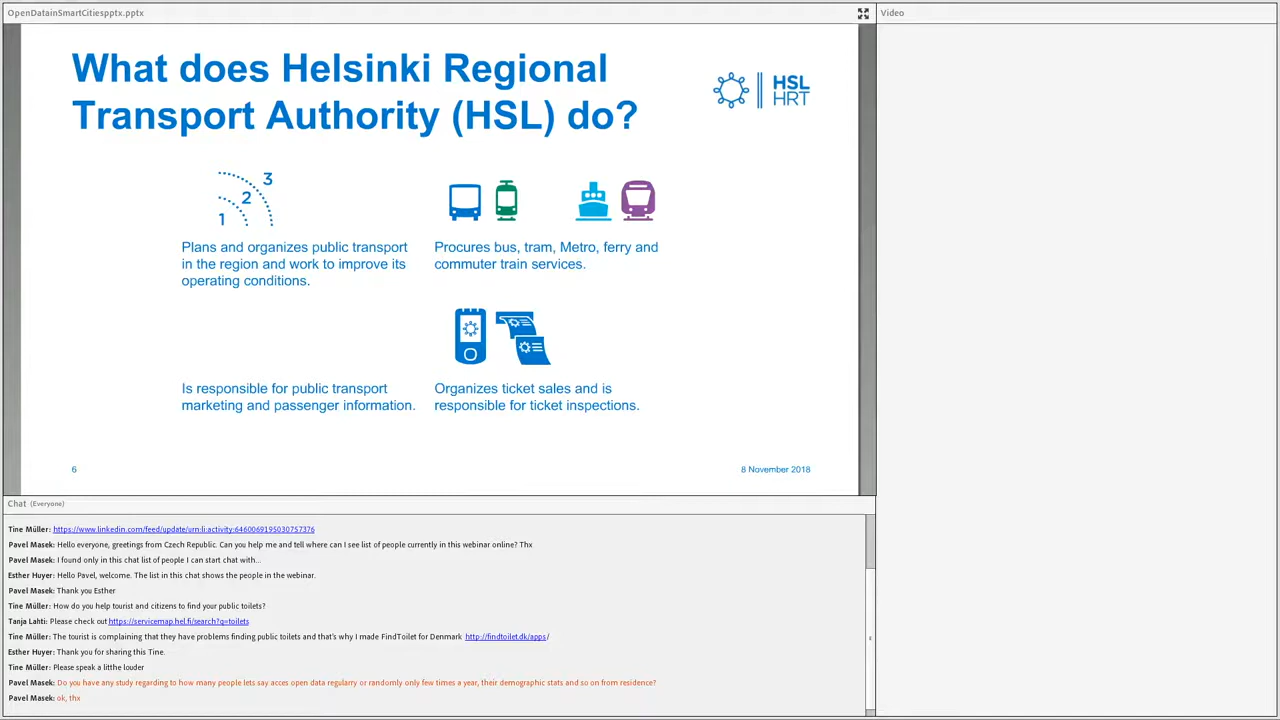 OpenDatainSmartCitiespptx.pptx
Video
What does Helsinki Regional
Transport Authority (HSL) do?
HSL
HRT
1 2 3
Plans and organizes public transport
in the region and work to improve its
operating conditions.
Procures bus, tram, Metro, ferry and
commuter train services.
Is responsible for public transport
marketing and passenger information.
Organizes ticket sales and is
responsible for ticket inspections.
6
8 November 2018
Chat (Everyone)
Tine Müller: https://www.linkedin.com/feed/update/urn:li:activity:6460069195030757376
Pavel Masek: Hello everyone, greetings from Czech Republic. Can you help me and tell where can I see list of people currently in this webinar online? Thx
Pavel Masek: I found only in this chat list of people I can start chat with...
Esther Huyer: Hello Pavel, welcome. The list in this chat shows the people in the webinar.
Pavel Masek: Thank you Esther
Tine Müller: How do you help tourist and citizens to find your public toilets?
Tanja Lahti: Please check out https://servicemap.hel.fi/search?q=toilets
Tine Müller: The tourist is complaining that they have problems finding public toilets and that's why I made FindToilet for Denmark http://findtoilet.dk/apps/
Esther Huyer: Thank you for sharing this Tine.
Tine Müller: Please speak a litthe louder
Pavel Masek: Do you have any study regarding to how many people lets say acces open data regularry or randomly only few times a year, their demographic stats and so on from residence?
Pavel Masek: ok, thx